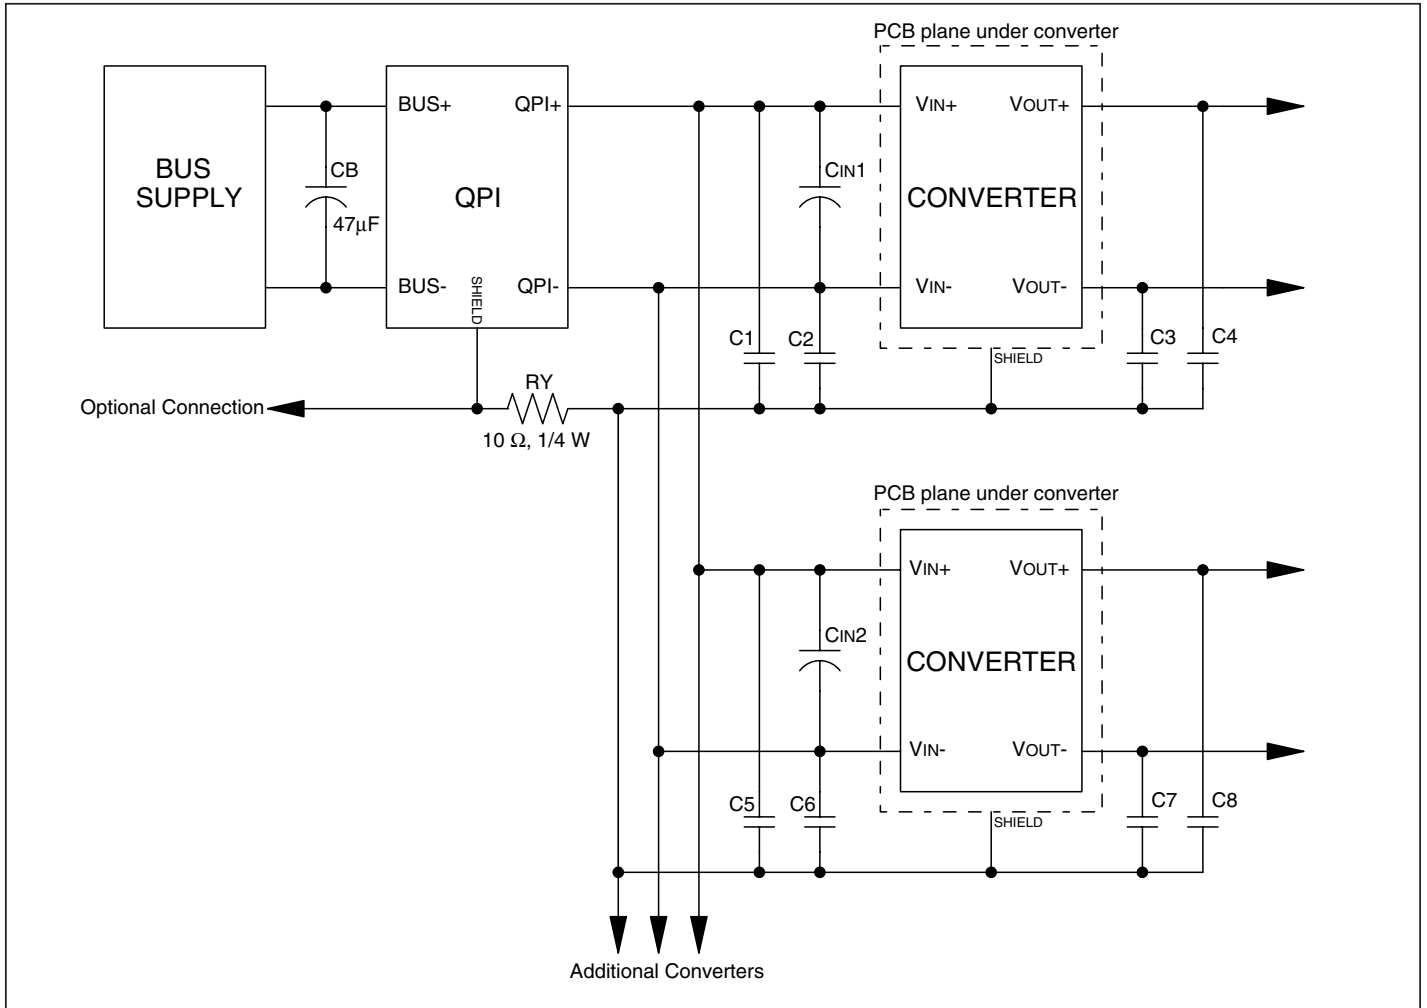 PCB plane under converter
BUS SUPPLY
CB
47µF
BUS+
QPI+
QPI
BUS-
SHIELD
QPI-
CIN1
VIN+
VOUT+
CONVERTER
VIN-
VOUT-
C1
C2
SHIELD
C3
C4
Optional Connection
RY
10 Ω, 1/4 W
PCB plane under converter
VIN+
VOUT+
CIN2
CONVERTER
VIN-
VOUT-
C5
C6
SHIELD
C7
C8
Additional Converters